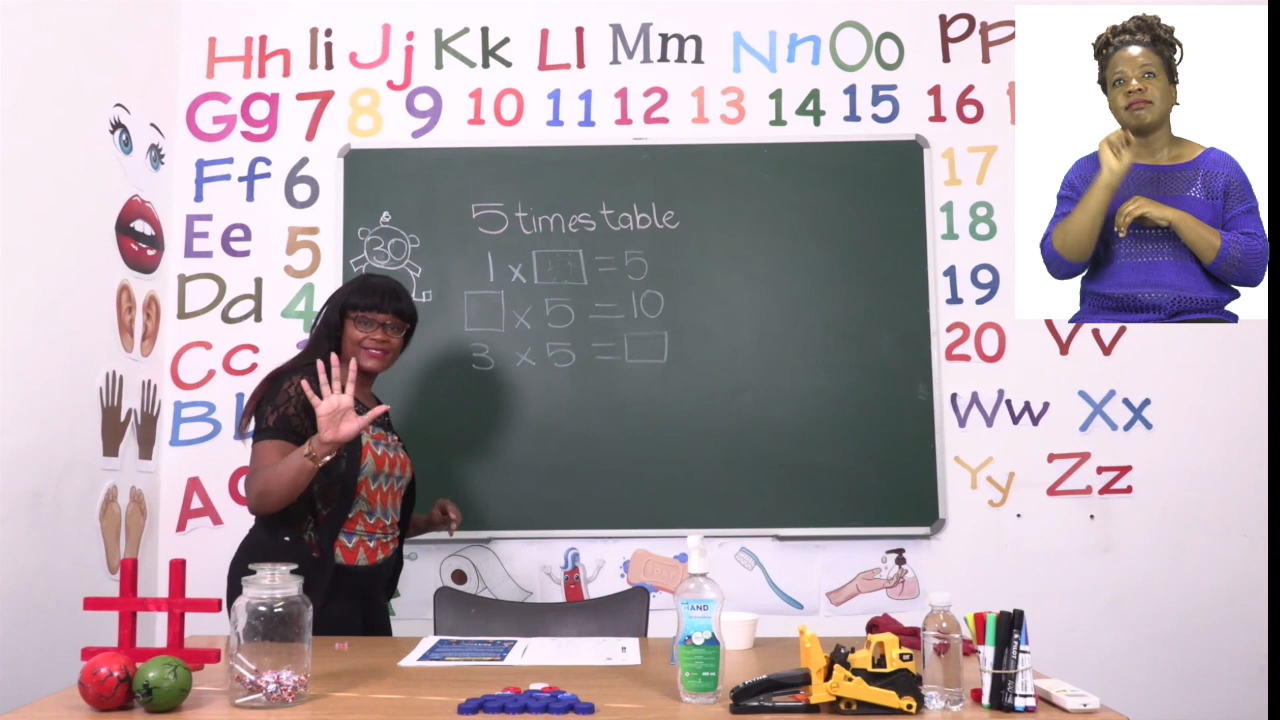 Hh Ii Jj Kk Ll Mm Nn Oo Pp
Gg 7 8 9 10 11 12 13 14 15 16
Ff 6
Ee 5
Dd 4
Cc
B
A
17
18
19
20 Vv
Ww Xx
Yy Zz
30
5 times table
1 x = 5
x 5 = 10
3 x 5 =
HAND
PILOT
CAT